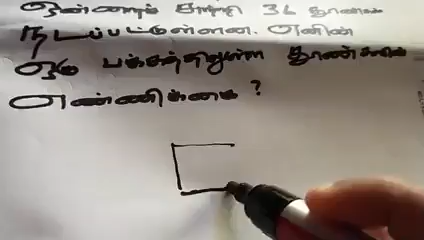 சுற்றி 36 தூண்கள்
நடப்பட்டுள்ளன. எனின்
ஒரு பக்கத்திலுள்ள தூண்களின்
எண்ணிக்கை ?